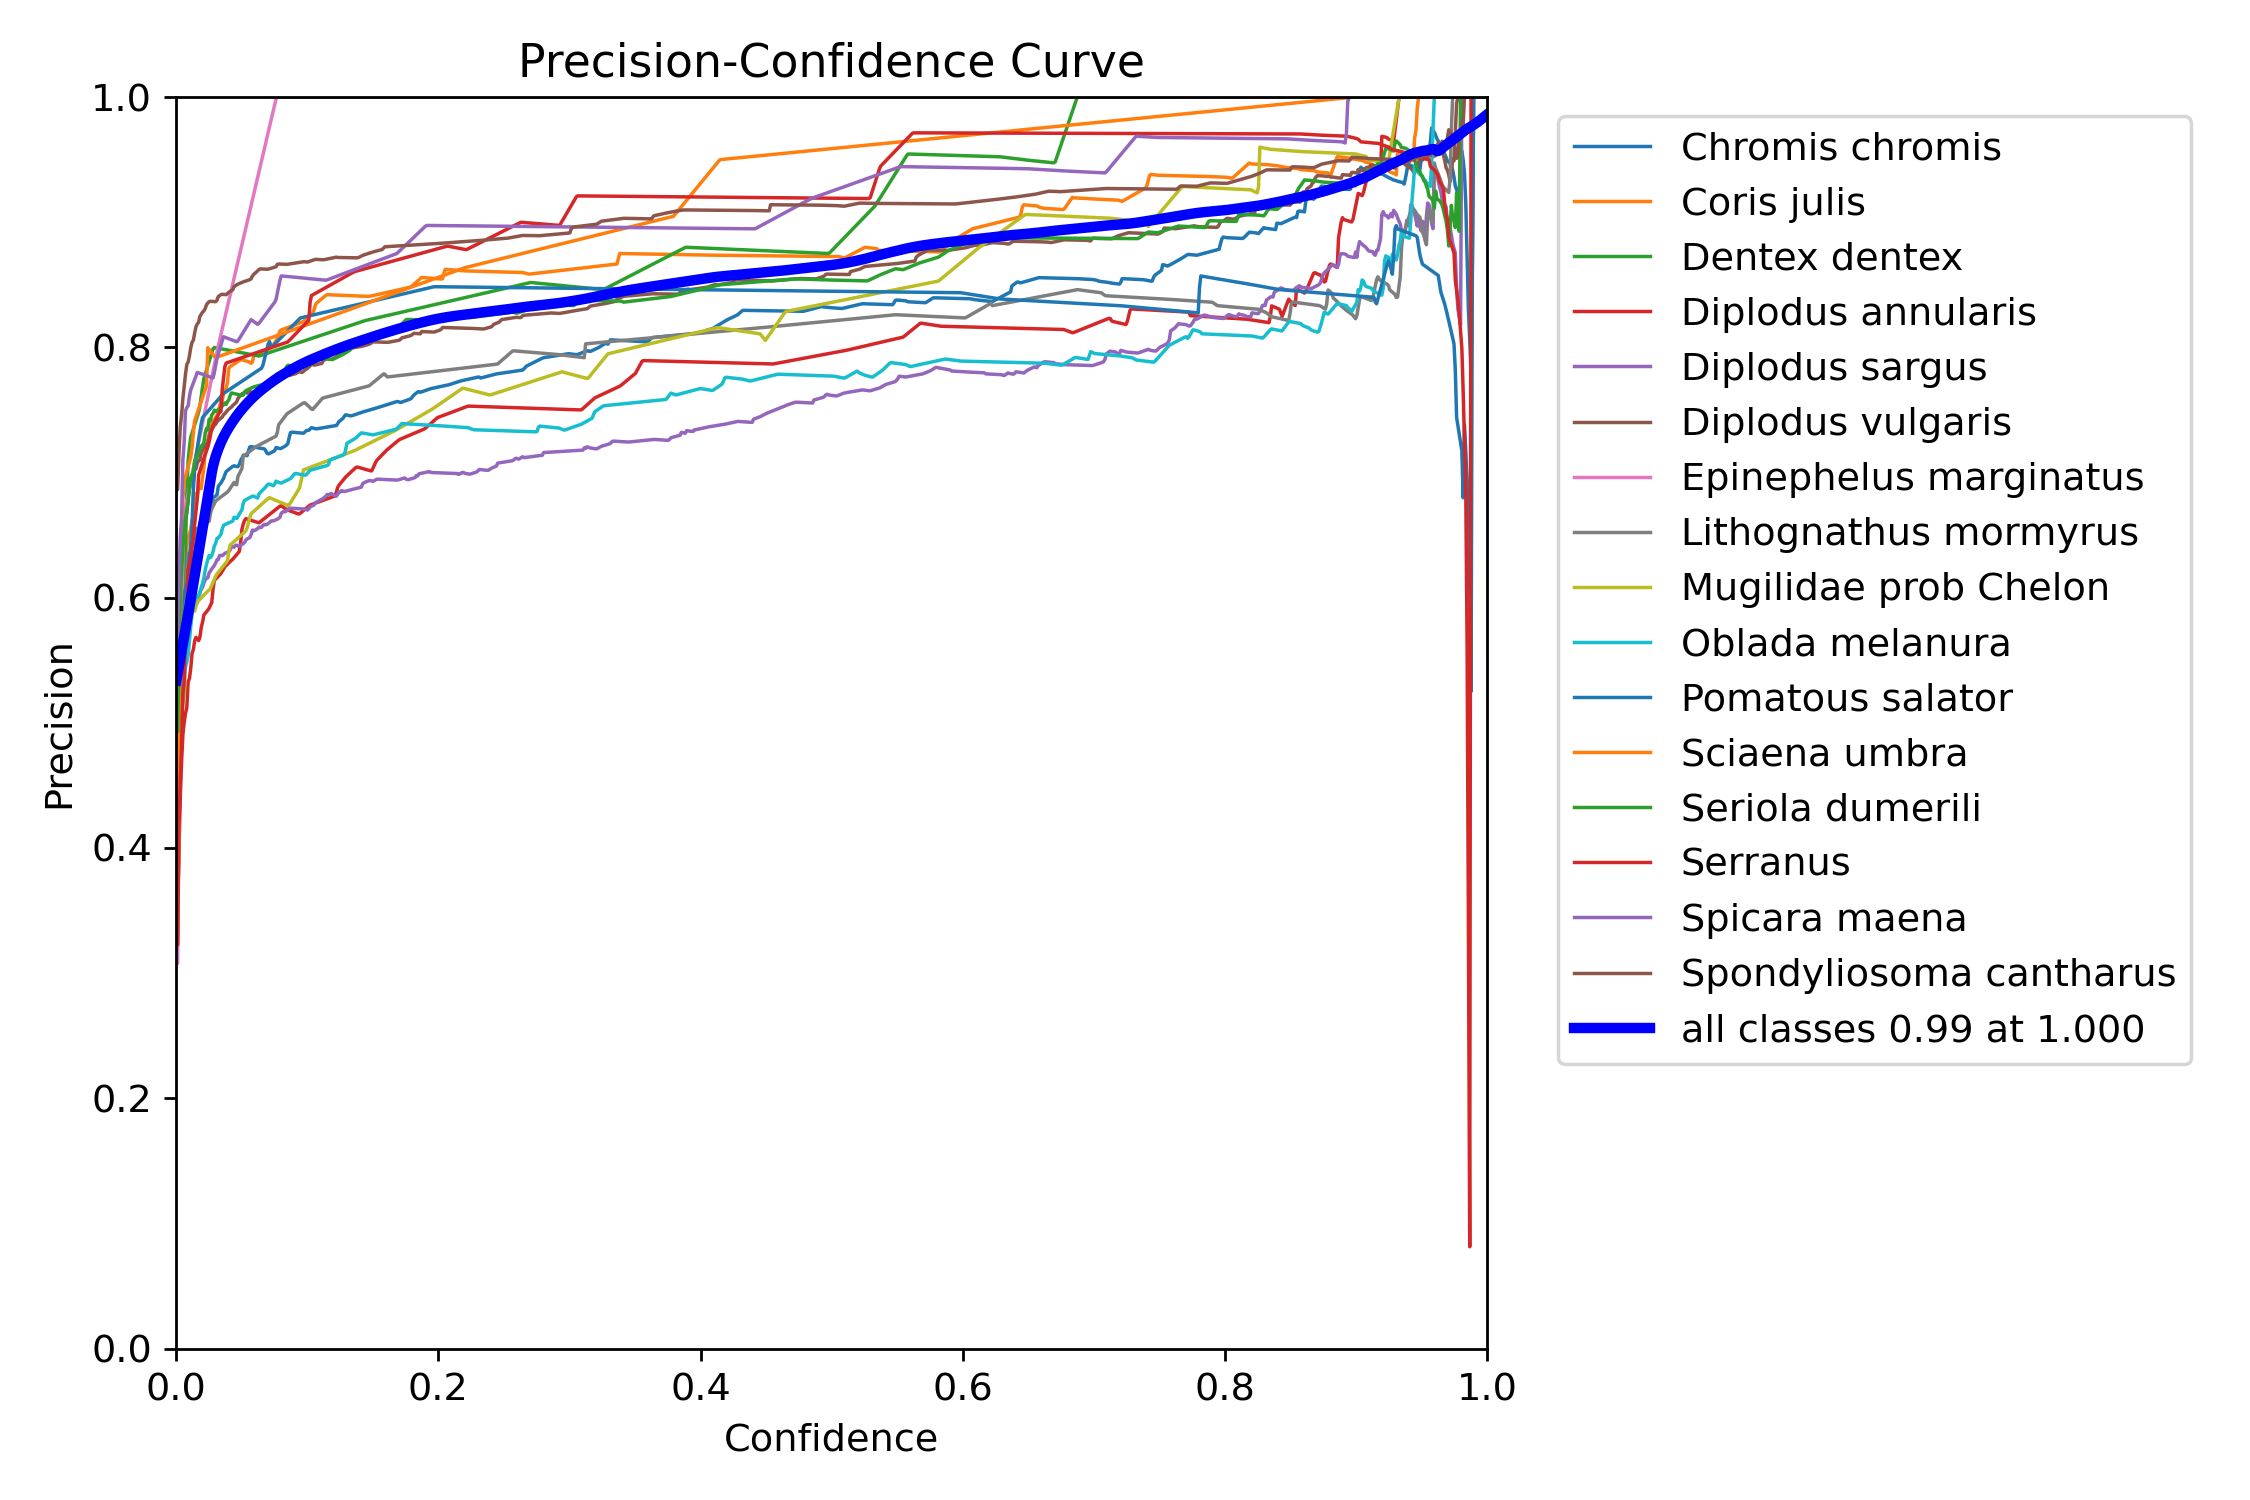 Precision-Confidence Curve
1.0
0.8
0.6
0.4
0.2
0.0
Precision
0.0 0.2 0.4 0.6 0.8 1.0
Confidence
Chromis chromis
Coris julis
Dentex dentex
Diplodus annularis
Diplodus sargus
Diplodus vulgaris
Epinephelus marginatus
Lithognathus mormyrus
Mugilidae prob Chelon
Oblada melanura
Pomatous salator
Sciaena umbra
Seriola dumerili
Serranus
Spicara maena
Spondyliosoma cantharus
all classes 0.99 at 1.000